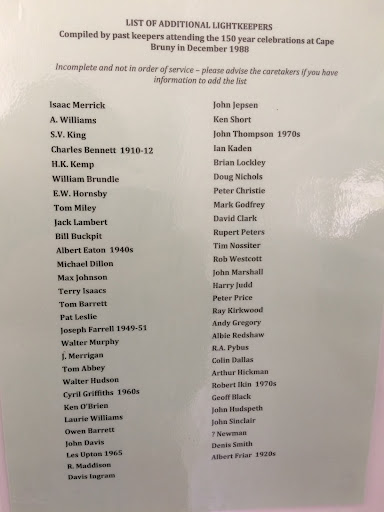 LIST OF ADDITIONAL LIGHTKEEPERS
Compiled by past keepers attending the 150 year celebrations at Cape
Bruny in December 1988
Incomplete and not in order of service – please advise the caretakers if you have
information to add the list
Isaac Merrick
A. Williams
S.V. King
Charles Bennett 1910-12
H.K. Kemp
William Brundle
E.W. Hornsby
Tom Miley
Jack Lambert
Bill Buckpit
Albert Eaton 1940s
Michael Dillon
Max Johnson
Terry Isaacs
Tom Barrett
Pat Leslie
Joseph Farrell 1949-51
Walter Murphy
J. Merrigan
Tom Abbey
Walter Hudson
Cyril Griffiths 1960s
Ken O'Brien
Laurie Williams
Owen Barrett
John Davis
Les Upton 1965
R. Maddison
Davis Ingram
John Jepsen
Ken Short
John Thompson 1970s
Ian Kaden
Brian Lockley
Doug Nichols
Peter Christie
Mark Godfrey
David Clark
Rupert Peters
Tim Nossiter
Rob Westcott
John Marshall
Harry Judd
Peter Price
Ray Kirkwood
Andy Gregory
Albie Redshaw
R.A. Pybus
Colin Dallas
Arthur Hickman
Robert Ikin 1970s
Geoff Black
John Hudspeth
John Sinclair
? Newman
Denis Smith
Albert Friar 1920s